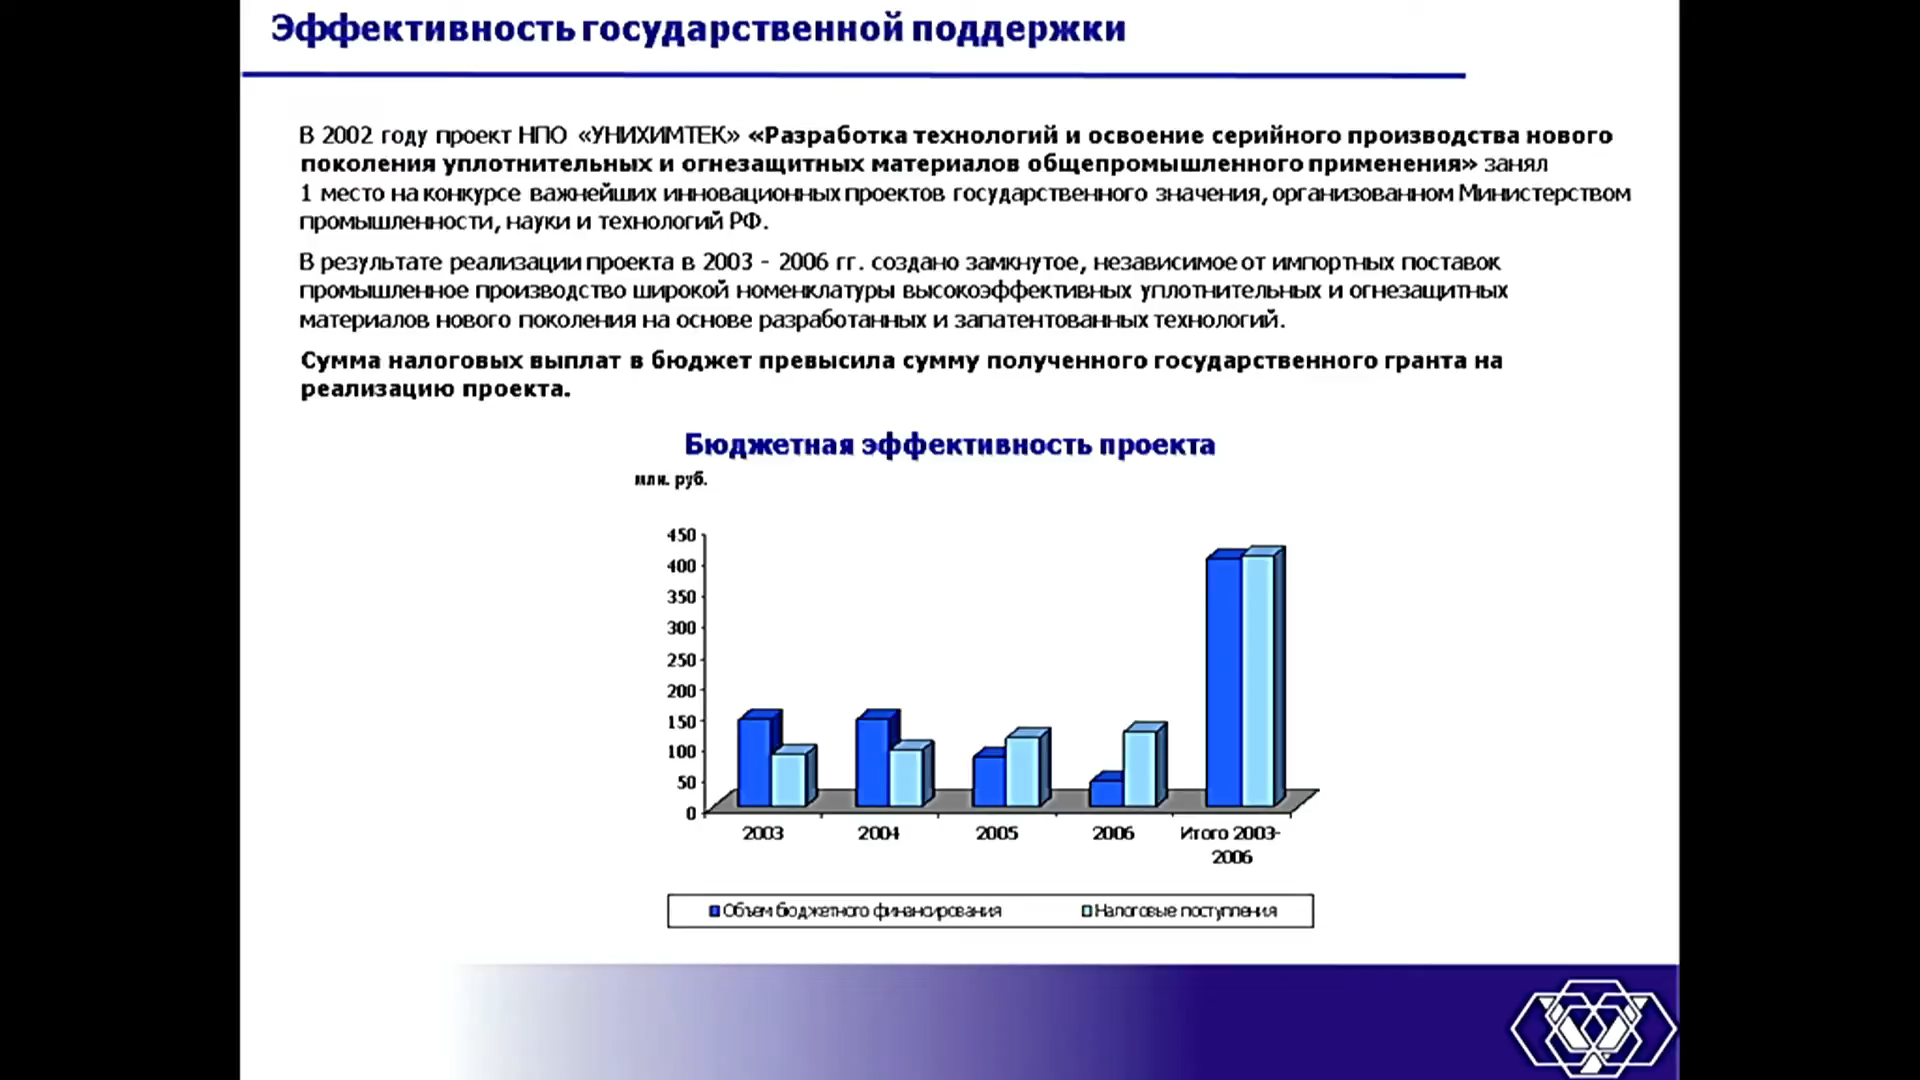 Эффективность государственной поддержки
В 2002 году проект НПО «УНИХИМТЕК» «Разработка технологий и освоение серийного производства нового
поколения уплотнительных и огнезащитных материалов общепромышленного применения» занял
1 место на конкурсе важнейших инновационных проектов государственного значения, организованном Министерством
промышленности, науки и технологий РФ.
В результате реализации проекта в 2003 - 2006 гг. создано замкнутое, независимое от импортных поставок
промышленное производство широкой номенклатуры высокоэффективных уплотнительных и огнезащитных
материалов нового поколения на основе разработанных и запатентованных технологий.
Сумма налоговых выплат в бюджет превысила сумму полученного государственного гранта на
реализацию проекта.
Бюджетная эффективность проекта
млн. руб.
450
400
350
300
250
200
150
100
50
0
2003 2004 2005 2006 Итого 2003-
2006
Объем бюджетного финансирования Налоговые поступления